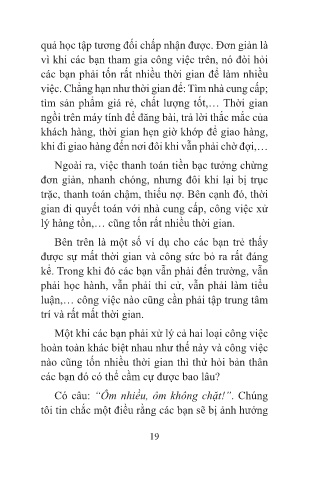 quả học tập tương đối chấp nhận được. Đơn giản là
vì khi các bạn tham gia công việc trên, nó đòi hỏi
các bạn phải tốn rất nhiều thời gian để làm nhiều
việc. Chẳng hạn như thời gian để: Tìm nhà cung cấp;
tìm sản phẩm giá rẻ, chất lượng tốt,… Thời gian
ngồi trên máy tính để đăng bài, trả lời thắc mắc của
khách hàng, thời gian hẹn giờ khớp để giao hàng,
khi đi giao hàng đến nơi đôi khi vẫn phải chờ đợi,…
Ngoài ra, việc thanh toán tiền bạc tưởng chừng
đơn giản, nhanh chóng, nhưng đôi khi lại bị trục
trặc, thanh toán chậm, thiếu nợ. Bên cạnh đó, thời
gian đi quyết toán với nhà cung cấp, công việc xử
lý hàng tồn,… cũng tốn rất nhiều thời gian.
Bên trên là một số ví dụ cho các bạn trẻ thấy
được sự mất thời gian và công sức bỏ ra rất đáng
kể. Trong khi đó các bạn vẫn phải đến trường, vẫn
phải học hành, vẫn phải thi cử, vẫn phải làm tiểu
luận,… công việc nào cũng cần phải tập trung tâm
trí và rất mất thời gian.
Một khi các bạn phải xử lý cả hai loại công việc
hoàn toàn khác biệt nhau như thế này và công việc
nào cũng tốn nhiều thời gian thì thử hỏi bản thân
các bạn đó có thể cầm cự được bao lâu?
Có câu: “Ôm nhiều, ôm không chặt!”. Chúng
tôi tin chắc một điều rằng các bạn sẽ bị ảnh hưởng
19